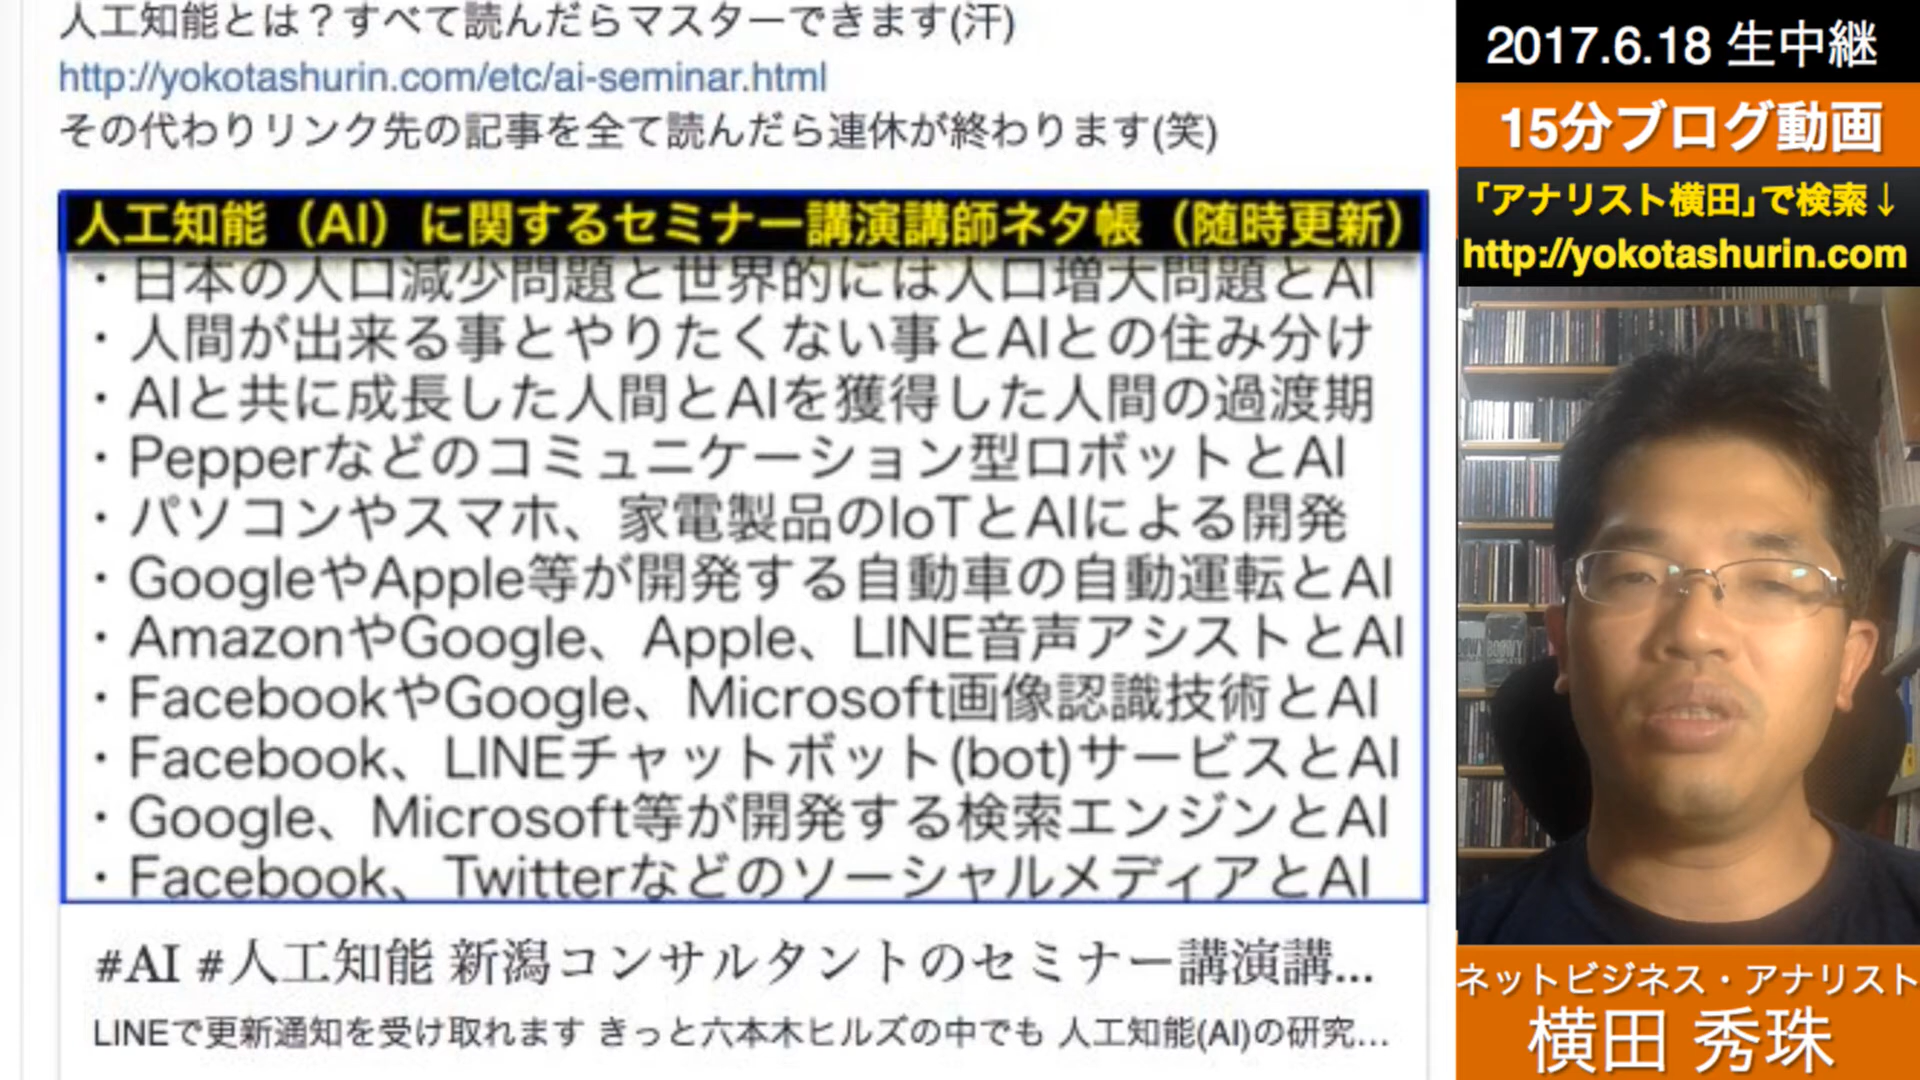 人工知能とは？すべて読んだらマスターできます(汗)
http://yokotashurin.com/etc/ai-seminar.html
その代わりリンク先の記事を全て読んだら連休が終わります(笑)
人工知能（AI）に関するセミナー講演講師ネタ帳（随時更新）
・日本の人口減少問題と世界的には人口増大問題とAI
・人間が出来る事とやりたくない事とAIとの住み分け
・AIと共に成長した人間とAIを獲得した人間の過渡期
・Pepperなどのコミュニケーション型ロボットとAI
・パソコンやスマホ、家電製品のIoTとAIによる開発
・GoogleやApple等が開発する自動車の自動運転とAI
・AmazonやGoogle、Apple、LINE音声アシストとAI
・FacebookやGoogle、Microsoft画像認識技術とAI
・Facebook、LINEチャットボット(bot)サービスとAI
・Google、Microsoft等が開発する検索エンジンとAI
・Facebook、TwitterなどのソーシャルメディアとAI
#AI #人工知能 新潟コンサルタントのセミナー講演講...
LINEで更新通知を受け取れます きっと六本木ヒルズの中でも 人工知能(AI)の研究...
2017.6.18 生中継
15分ブログ動画
「アナリスト横田」で検索↓
http://yokotashurin.com
ネットビジネス・アナリスト
横田 秀珠